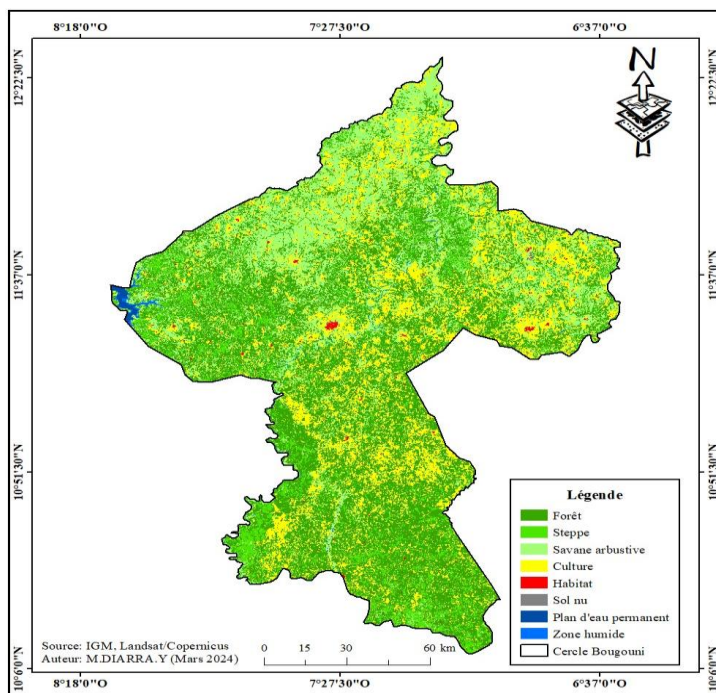 8°18'0"O 7°27'30"O 6°37'0"O
12°22'30"N 12°22'30"N
N
11°37'0"N 11°37'0"N
10°51'30"N 10°51'30"N
Légende
Forêt
Steppe
Savane arbustive
Culture
Habitat
Sol nu
Plan d'eau permanent
Zone humide
Cercle Bougouni
Source: IGM, Landsat/Copernicus
Auteur: M.DIARRA.Y (Mars 2024)
0 15 30 60 km
10°6'0"N 10°6'0"N
8°18'0"O 7°27'30"O 6°37'0"O